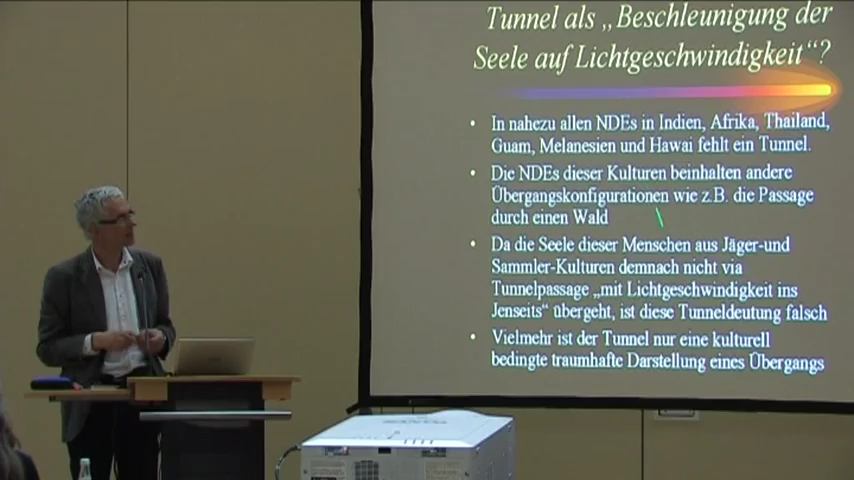 Tunnel als „Beschleunigung der
Seele auf Lichtgeschwindigkeit“?
• In nahezu allen NDEs in Indien, Afrika, Thailand,
Guam, Melanesien und Hawai fehlt ein Tunnel.
• Die NDEs dieser Kulturen beinhalten andere
Übergangskonfigurationen wie z.B. die Passage
durch einen Wald
• Da die Seele dieser Menschen aus Jäger-und
Sammler-Kulturen demnach nicht via
Tunnelpassage „mit Lichtgeschwindigkeit ins
Jenseits“ übergeht, ist diese Tunneldeutung falsch
• Vielmehr ist der Tunnel nur eine kulturell
bedingte traumhafte Darstellung eines Übergangs